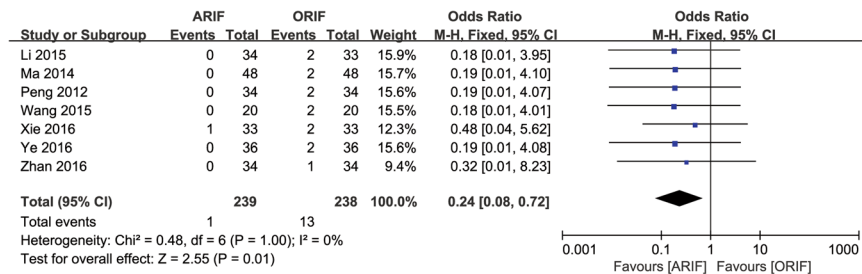 ARIF ORIF Odds Ratio Odds Ratio
Study or Subgroup Events Total Events Total Weight M-H, Fixed, 95% CI M-H, Fixed, 95% CI
Li 2015 0 34 2 33 15.9% 0.18 [0.01, 3.95]
Ma 2014 0 48 2 48 15.7% 0.19 [0.01, 4.10]
Peng 2012 0 34 2 34 15.6% 0.19 [0.01, 4.07]
Wang 2015 0 20 2 20 15.5% 0.18 [0.01, 4.01]
Xie 2016 1 33 2 33 12.3% 0.48 [0.04, 5.62]
Ye 2016 0 36 2 36 15.6% 0.19 [0.01, 4.08]
Zhan 2016 0 34 1 34 9.4% 0.32 [0.01, 8.23]
Total (95% CI) 239 238 100.0% 0.24 [0.08, 0.72]
Total events 1 13
Heterogeneity: Chi² = 0.48, df = 6 (P = 1.00); I² = 0%
Test for overall effect: Z = 2.55 (P = 0.01)
0.001 0.1 1 10 1000
Favours [ARIF] Favours [ORIF]